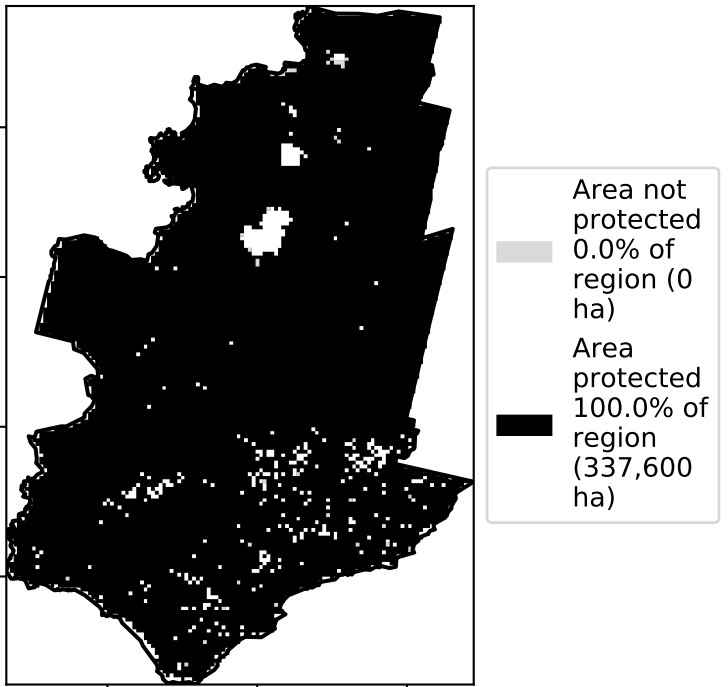 Area not
protected
0.0% of
region (0
ha)
Area
protected
100.0% of
region
(337,600
ha)